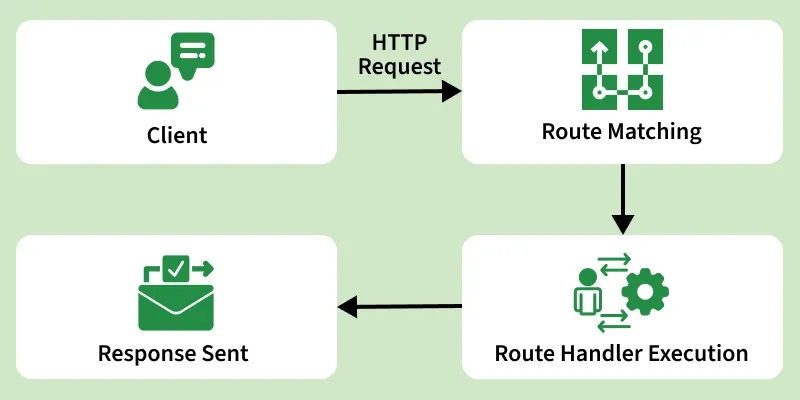 HTTP
Request
Client
Route Matching
Response Sent
Route Handler Execution